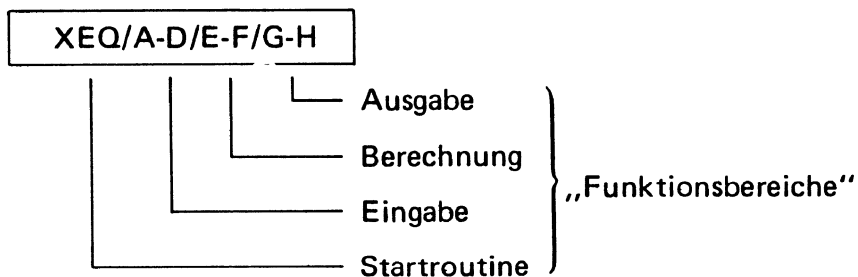 XEQ/A-D/E-F/G-H
Ausgabe
Berechnung
„Funktionsbereiche“
Eingabe
Startroutine